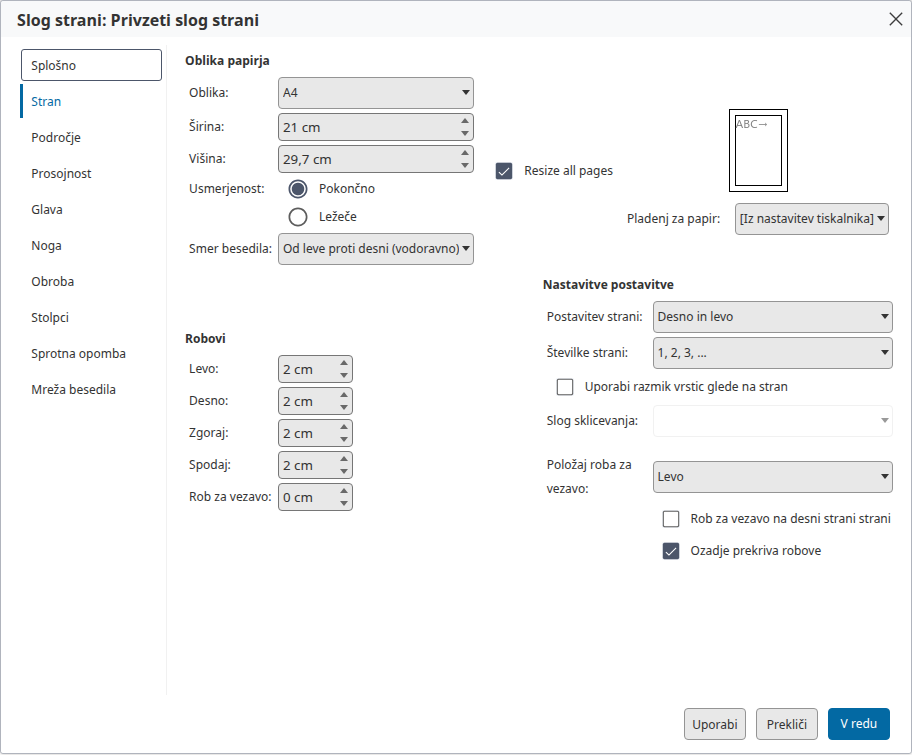 Slog strani: Privzeti slog strani
Splošno
Stran
Področje
Prosojnost
Glava
Noga
Obroba
Stolpci
Sprotna opomba
Mreža besedila
Oblika papirja
Oblika: A4
Širina: 21 cm
Višina: 29,7 cm
Usmerjenost: Pokončno
Ležeče
Smer besedila: Od leve proti desni (vodoravno)
Resize all pages
ABC→
Pladenj za papir: [Iz nastavitev tiskalnika]
Robovi
Levo: 2 cm
Desno: 2 cm
Zgoraj: 2 cm
Spodaj: 2 cm
Rob za vezavo: 0 cm
Nastavitve postavitve
Postavitev strani: Desno in levo
Številke strani: 1, 2, 3, ...
Uporabi razmik vrstic glede na stran
Slog sklicevanja:
Položaj roba za
vezavo:
Levo
Rob za vezavo na desni strani strani
Ozadje prekriva robove
Uporabi Prekliči V redu